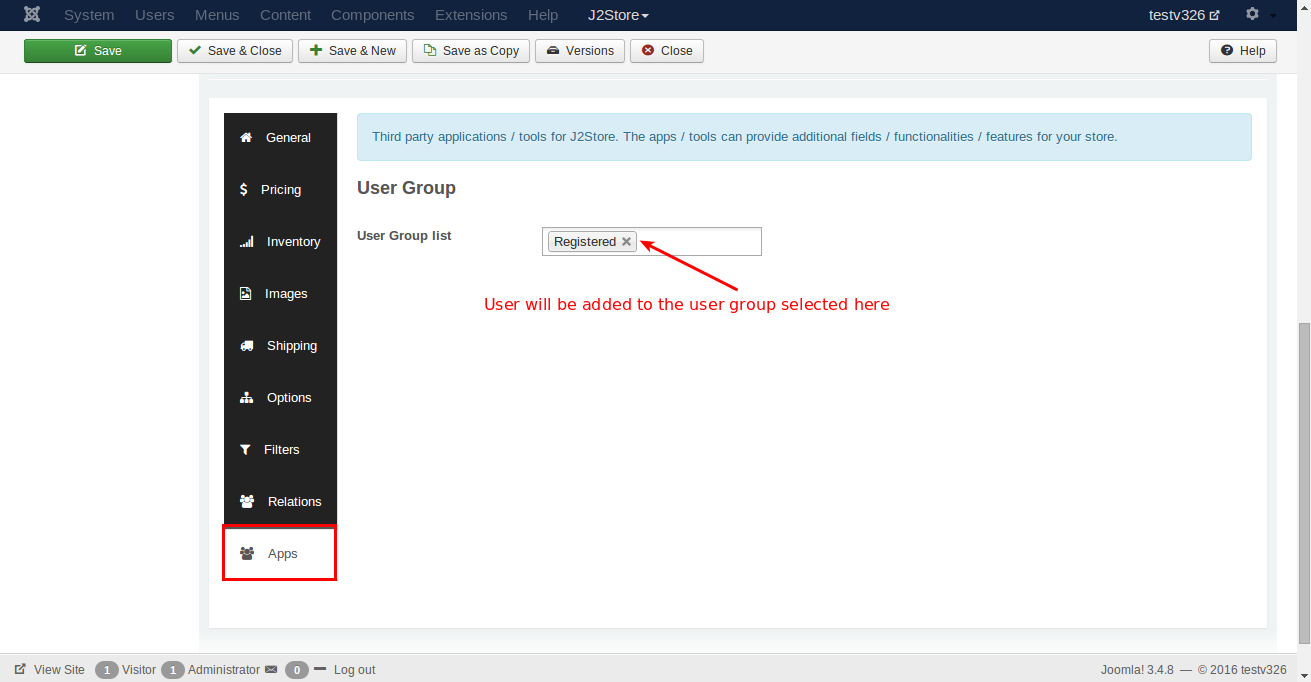 System Users Menus Content Components Extensions Help J2Store testv326
Save Save & Close Save & New Save as Copy Versions Close Help
General
Pricing
Inventory
Images
Shipping
Options
Filters
Relations
Apps
Third party applications / tools for J2Store. The apps / tools can provide additional fields / functionalities / features for your store.
User Group
User Group list Registered
User will be added to the user group selected here
View Site 1 Visitor 1 Administrator 0 Log out Joomla! 3.4.8 — © 2016 testv326